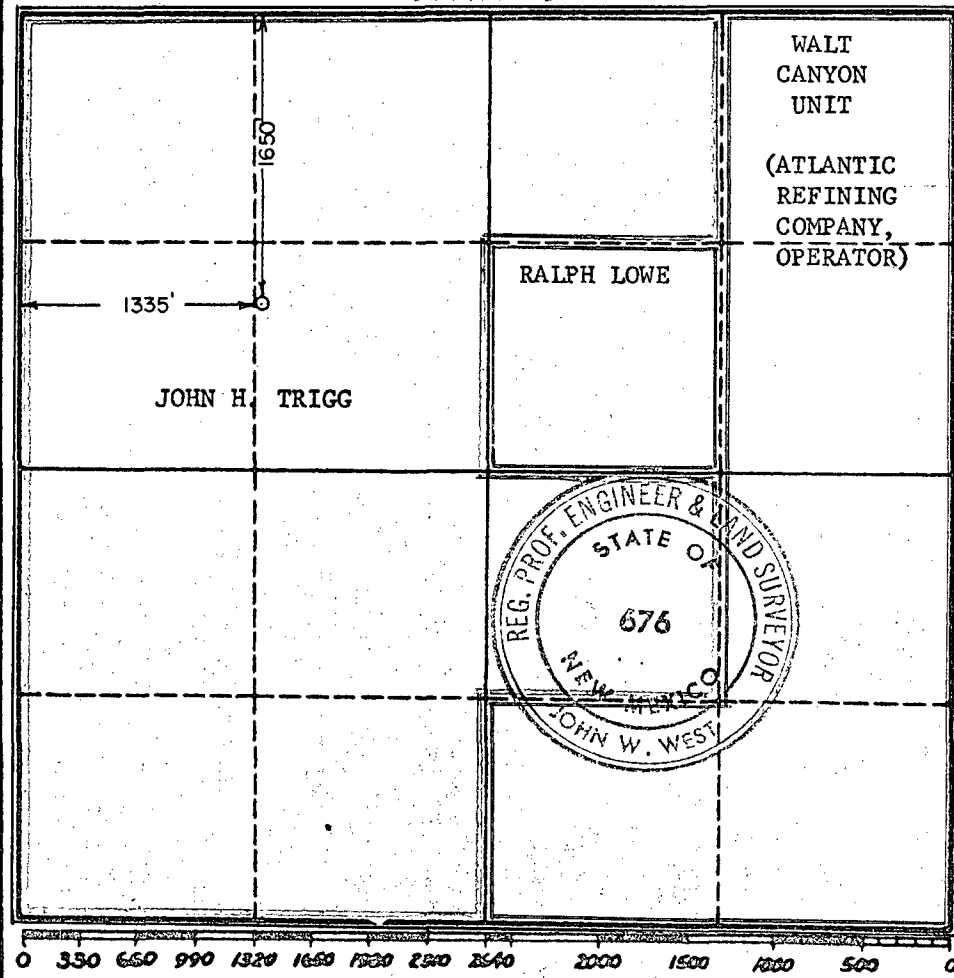 WALT
CANYON
UNIT
(ATLANTIC
REFINING
COMPANY,
OPERATOR)
1650
RALPH LOWE
1335'
JOHN H. TRIGG
REG. PROF. ENGINEER & LAND SURVEYOR
STATE OF
676
NEW MEXICO
JOHN W. WEST
0 330 660 990 1320 1650 1980 2310 2640 2000 1500 1000 500 0